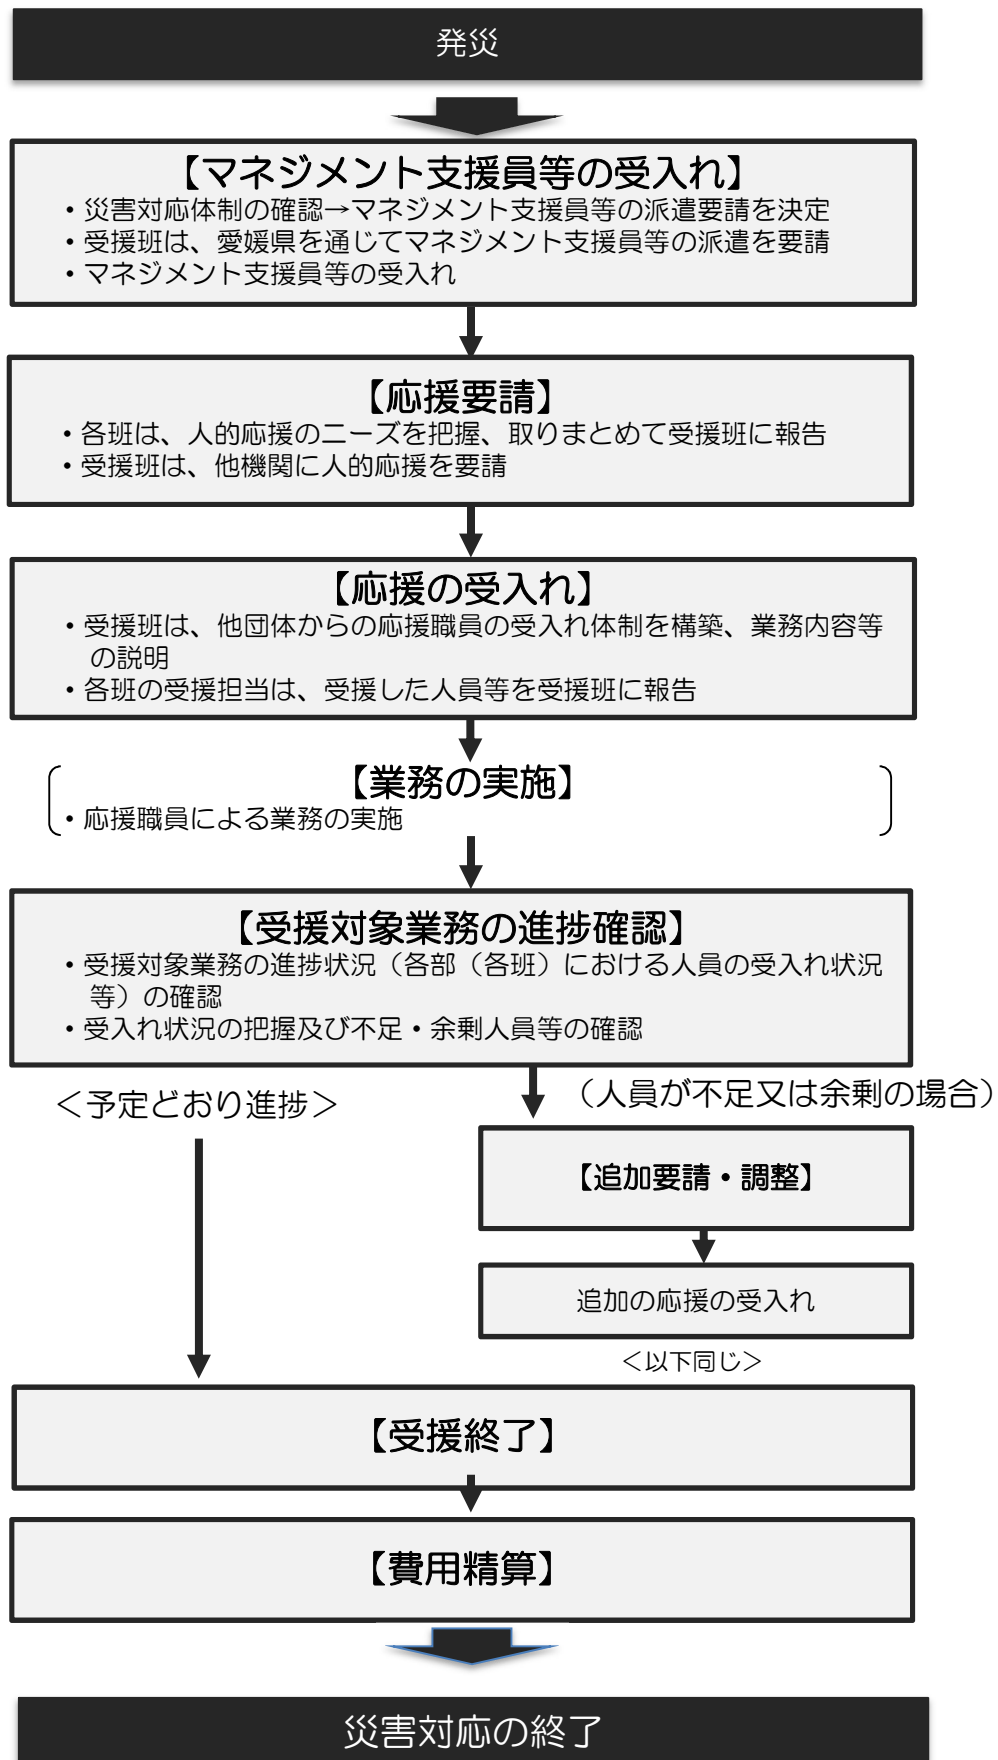 発災
【マネジメント支援員等の受入れ】
・災害対応体制の確認→マネジメント支援員等の派遣要請を決定
・受援班は、愛媛県を通じてマネジメント支援員等の派遣を要請
・マネジメント支援員等の受入れ
【応援要請】
・各班は、人的応援のニーズを把握、取りまとめて受援班に報告
・受援班は、他機関に人的応援を要請
【応援の受入れ】
・受援班は、他団体からの応援職員の受入れ体制を構築、業務内容等
の説明
・各班の受援担当は、受援した人員等を受援班に報告
【業務の実施】
・応援職員による業務の実施
【受援対象業務の進捗確認】
・受援対象業務の進捗状況（各部（各班）における人員の受入れ状況
等）の確認
・受入れ状況の把握及び不足・余剰人員等の確認
＜予定どおり進捗＞
（人員が不足又は余剰の場合）
【追加要請・調整】
追加の応援の受入れ
＜以下同じ＞
【受援終了】
【費用精算】
災害対応の終了